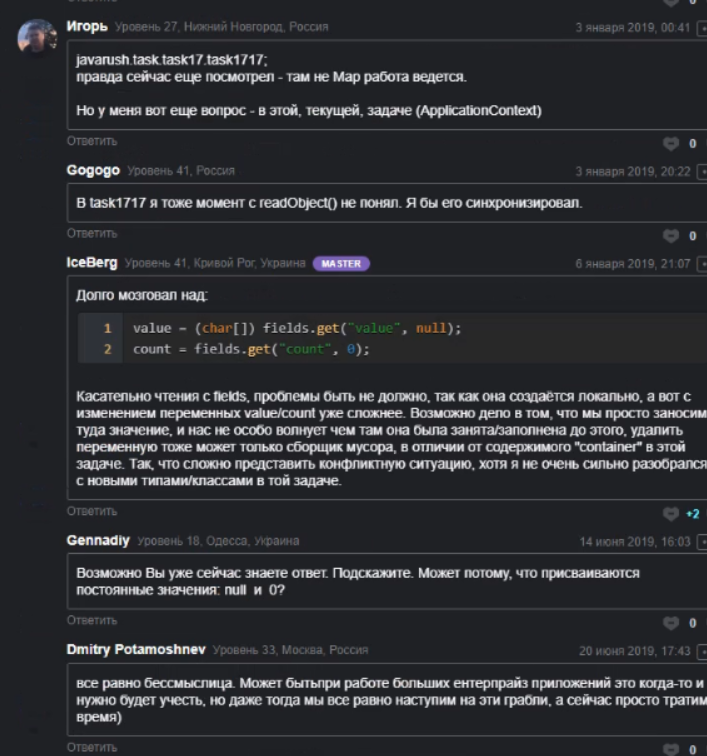 0
Игорь Уровень 27, Нижний Новгород, Россия 3 января 2019, 00:41
javarush.task.task17.task1717;
правда сейчас еще посмотрел - там не Map работа ведется.
Но у меня вот еще вопрос - в этой, текущей, задаче (ApplicationContext)
Ответить 0
Gogogo Уровень 41, Россия 3 января 2019, 20:22
В task1717 я тоже момент с readObject() не понял. Я бы его синхронизировал.
Ответить 0
IceBerg Уровень 41, Кривой Рог, Украина MASTER 6 января 2019, 21:07
Долго мозговал над:
1 value = (char[]) fields.get("value", null);
2 count = fields.get("count", 0);
Касательно чтения с fields, проблемы быть не должно, так как она создаётся локально, а вот с
изменением переменных value/count уже сложнее. Возможно дело в том, что мы просто заносим
туда значение, и нас не особо волнует чем там она была занята/заполнена до этого, удалить
переменную тоже может только сборщик мусора, в отличии от содержимого "container" в этой
задаче. Так, что сложно представить конфликтную ситуацию, хотя я не очень сильно разобрался
с новыми типами/классами в той задаче.
Ответить +2
Gennadiy Уровень 18, Одесса, Украина 14 июня 2019, 16:03
Возможно Вы уже сейчас знаете ответ. Подскажите. Может потому, что присваиваются
постоянные значения: null и 0?
Ответить 0
Dmitry Potamoshnev Уровень 33, Москва, Россия 20 июня 2019, 17:43
все равно бессмыслица. Может бытьпри работе больших ентерпрайз приложений это когда-то и
нужно будет учесть, но даже тогда мы все равно наступим на эти грабли, а сейчас просто тратим
время)
Ответить 0